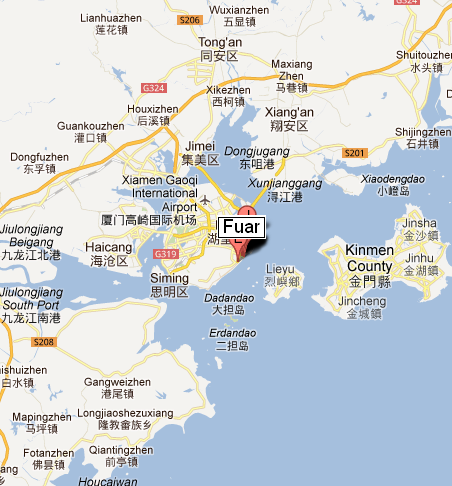 Wuxianzhen
五显镇
Lianhuazhen
莲花镇
S206
Tong'an
同安区
Shuitouzhen
水头镇
Maxiang
Zhen
马巷镇
G324
Xikezhen
西柯镇
G324
Houxizhen
后溪镇
Xiang'an
翔安区
Guankouzhen
灌口镇
Shijingzhen
石井镇
Jimei
集美区
Dongjugang
东咀港
S201
Dongfuzhen
东孚镇
Xiamen Gaoqi
International
Airport
厦门高崎国际机场
Xunjianggang
浔江港
Xiaodengdao
小嶝岛
Fuar
Jiulongjiang
Beigang
九龙江北港
Haicang
海沧区
G319
Jinsha
金沙鎮
Kinmen
County
金門縣
Jinhu
金湖鎮
Siming
思明区
Lieyu
烈嶼鄉
Jincheng
金城鎮
Jiulongjiang
South Port
九龙江南港
Dadandao
大担岛
Erdandao
二担岛
S208
白水镇
Gangweizhen
港尾镇
Longjiaoshezuxiang
隆教畲族乡
Mapingzhen
马坪镇
Fotanzhen
佛昙镇
Qiantingzhen
前亭镇
Houcaiwan